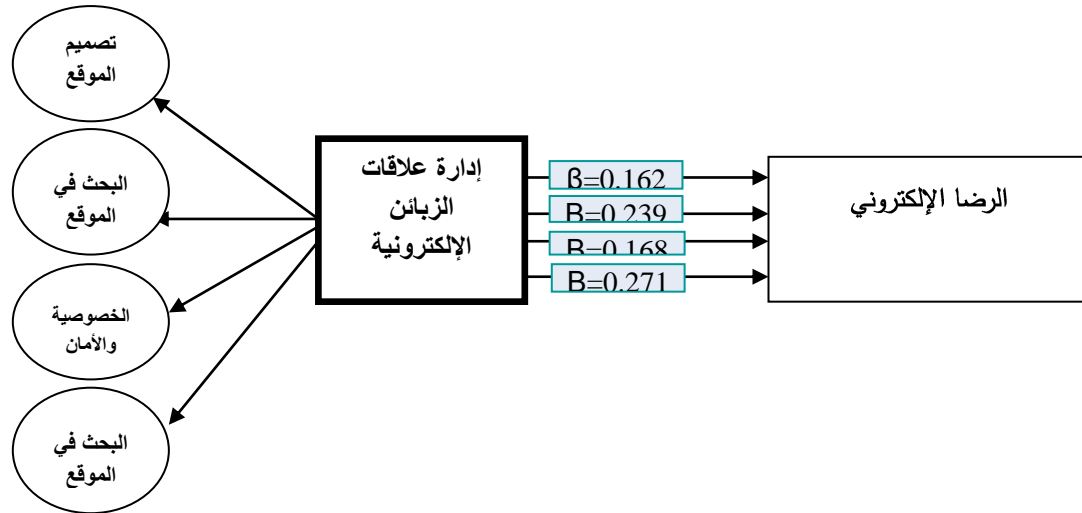 تصميم
الموقع
البحث في
الموقع
الخصوصية
والأمان
البحث في
الموقع
إدارة علاقات
الزبائن
الإلكترونية
ß=0.162
B=0.239
B=0.168
B=0.271
الرضا الإلكتروني